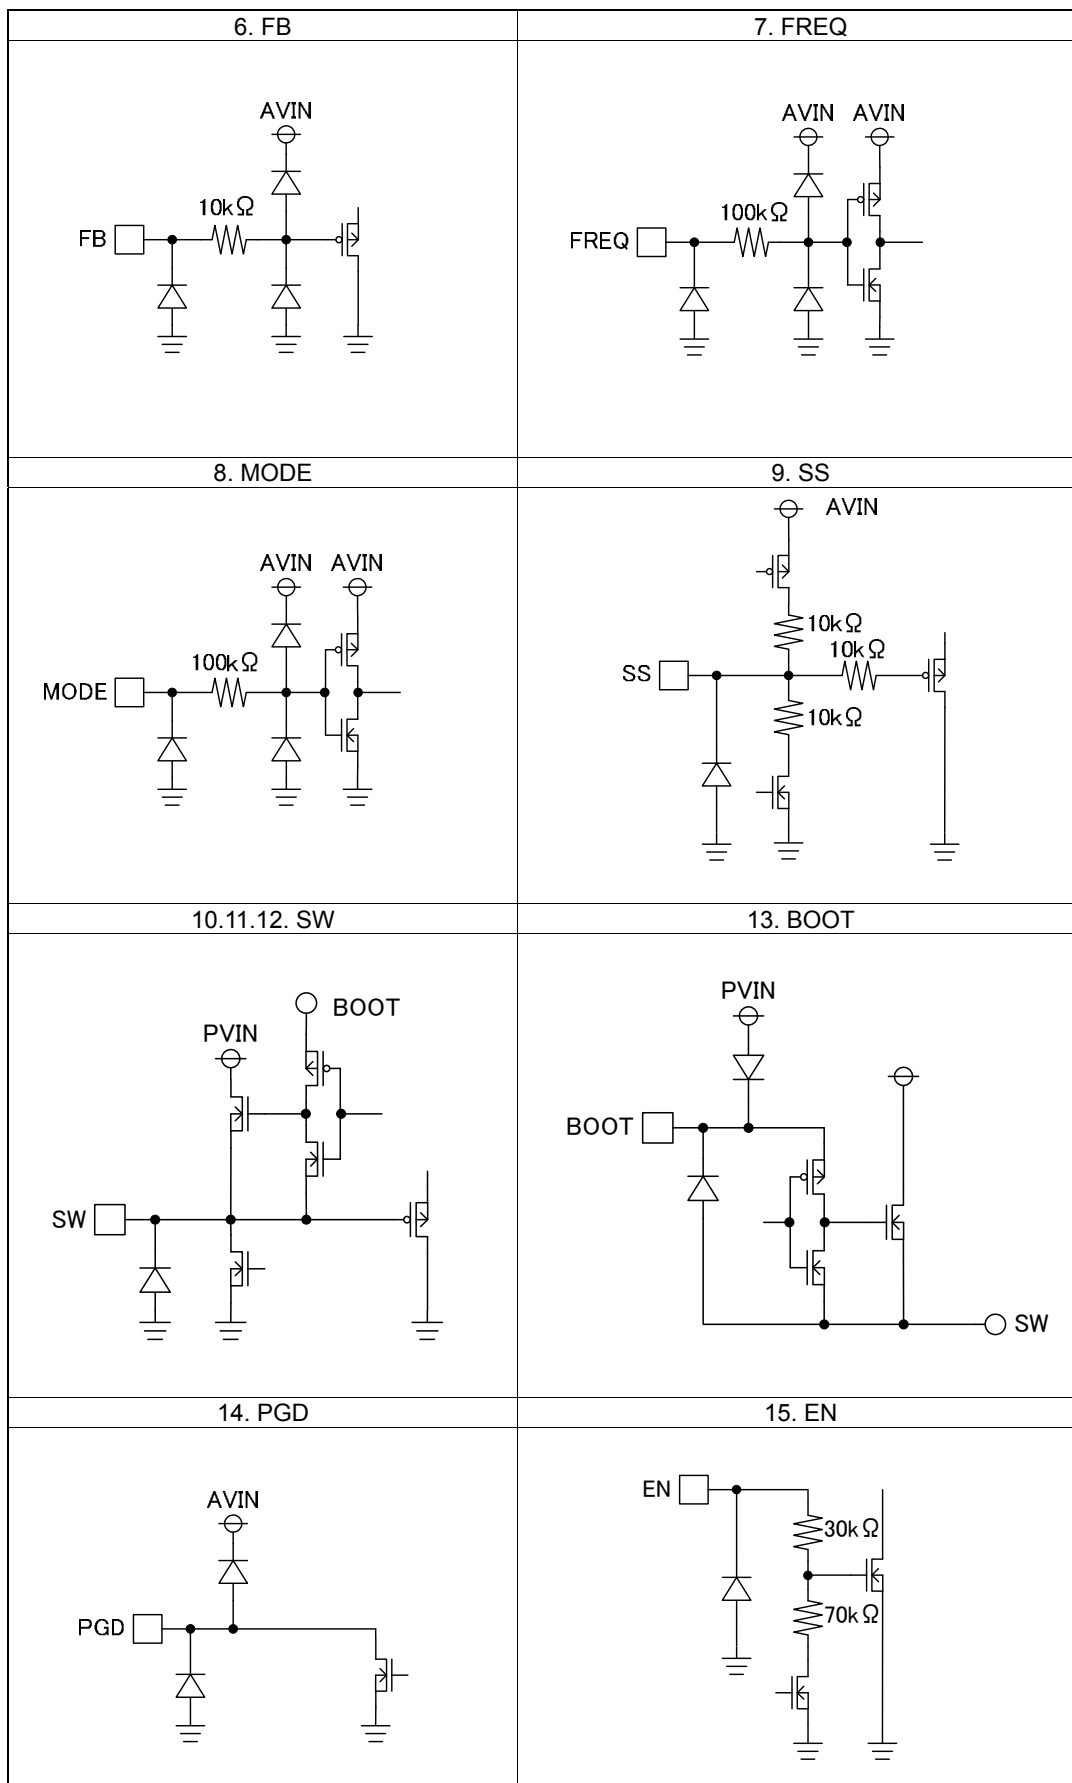 6. FB
7. FREQ
AVIN
10kΩ
FB
AVIN
AVIN
100kΩ
FREQ
8. MODE
9. SS
AVIN
AVIN
100kΩ
MODE
AVIN
10kΩ
10kΩ
SS
10kΩ
10.11.12. SW
13. BOOT
BOOT
PVIN
SW
PVIN
BOOT
SW
14. PGD
15. EN
AVIN
PGD
EN
30kΩ
70kΩ